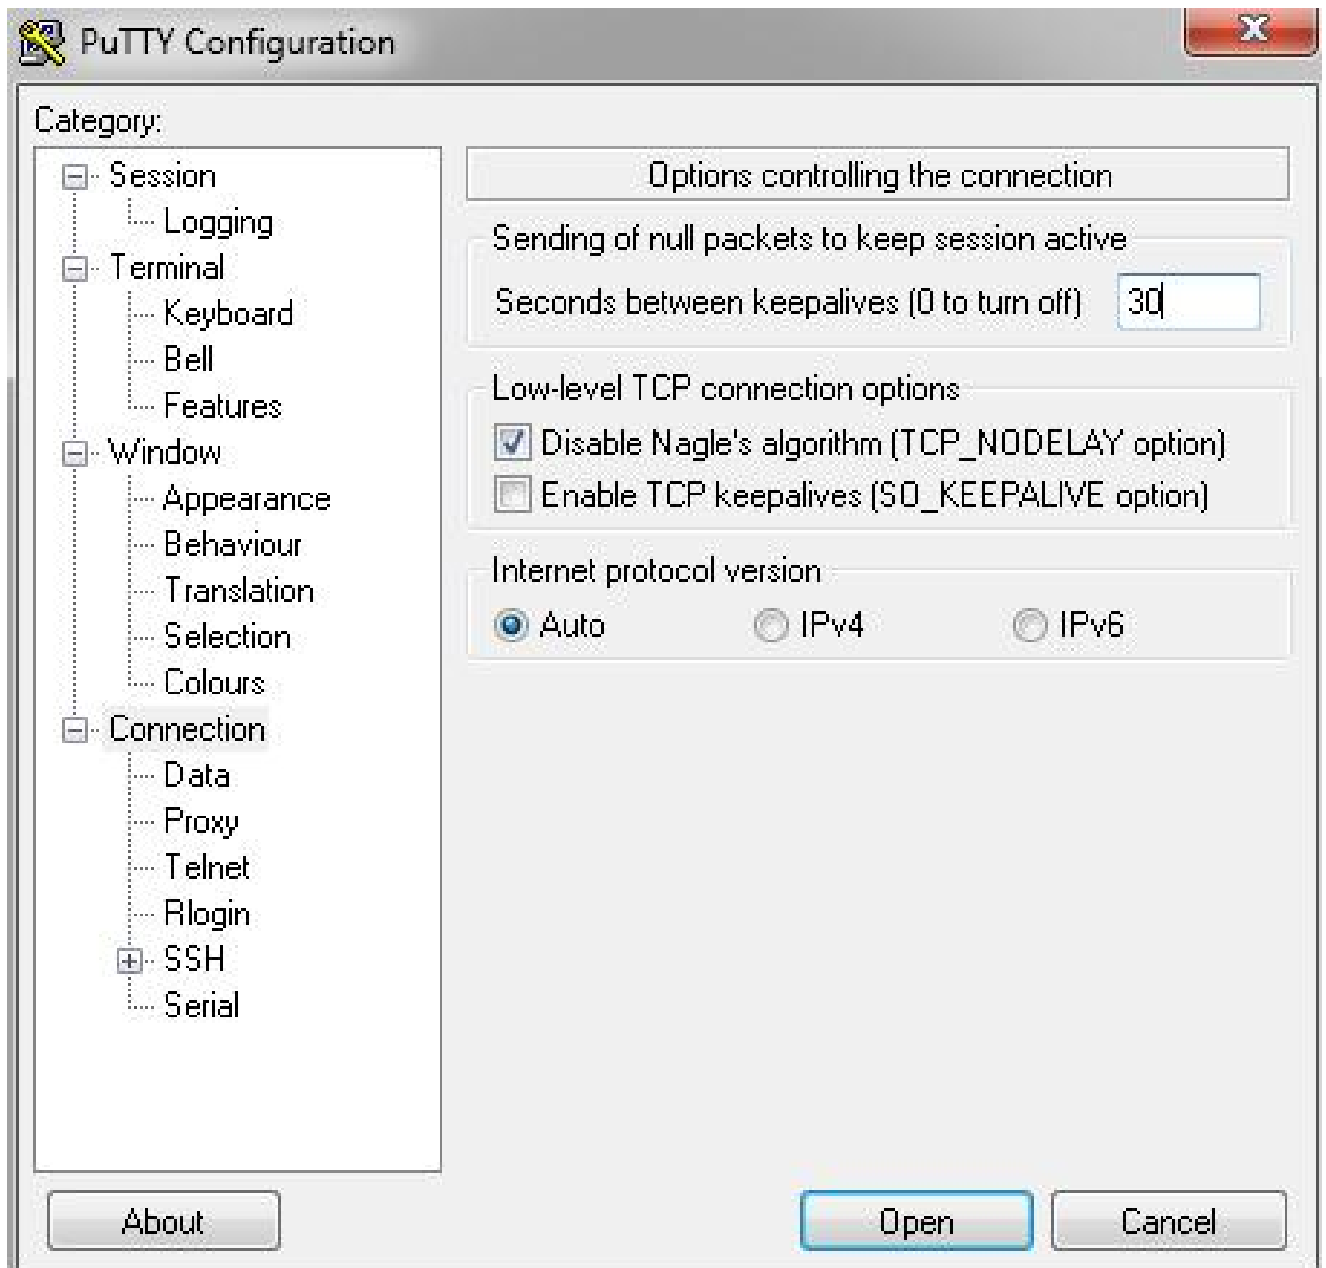 PuTTY Configuration
Category:
Session
Logging
Terminal
Keyboard
Bell
Features
Window
Appearance
Behaviour
Translation
Selection
Colours
Connection
Data
Proxy
Telnet
Rlogin
SSH
Serial
Options controlling the connection
Sending of null packets to keep session active
Seconds between keepalives (0 to turn off) 30
Low-level TCP connection options
Disable Nagle's algorithm (TCP_NODELAY option)
Enable TCP keepalives (SO_KEEPALIVE option)
Internet protocol version
Auto IPv4 IPv6
About Open Cancel